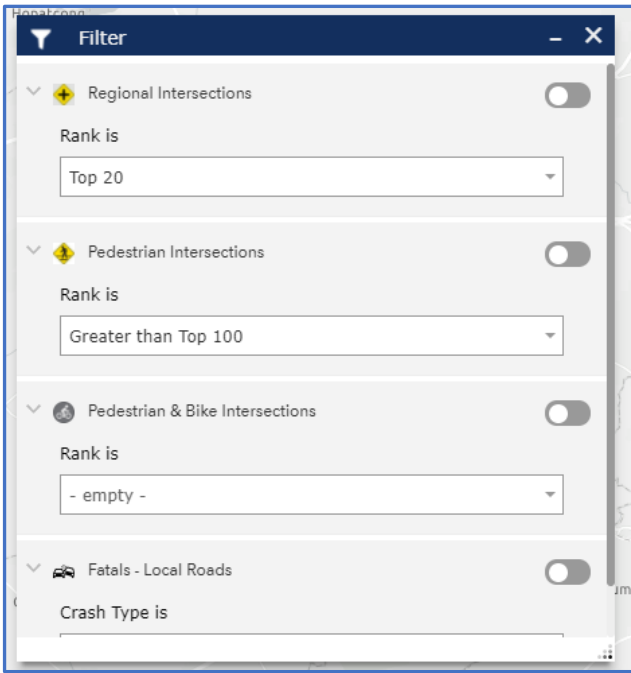 Hopatcong
Filter
Regional Intersections
Rank is
Top 20
Pedestrian Intersections
Rank is
Greater than Top 100
Pedestrian & Bike Intersections
Rank is
- empty -
Fatals - Local Roads
Crash Type is